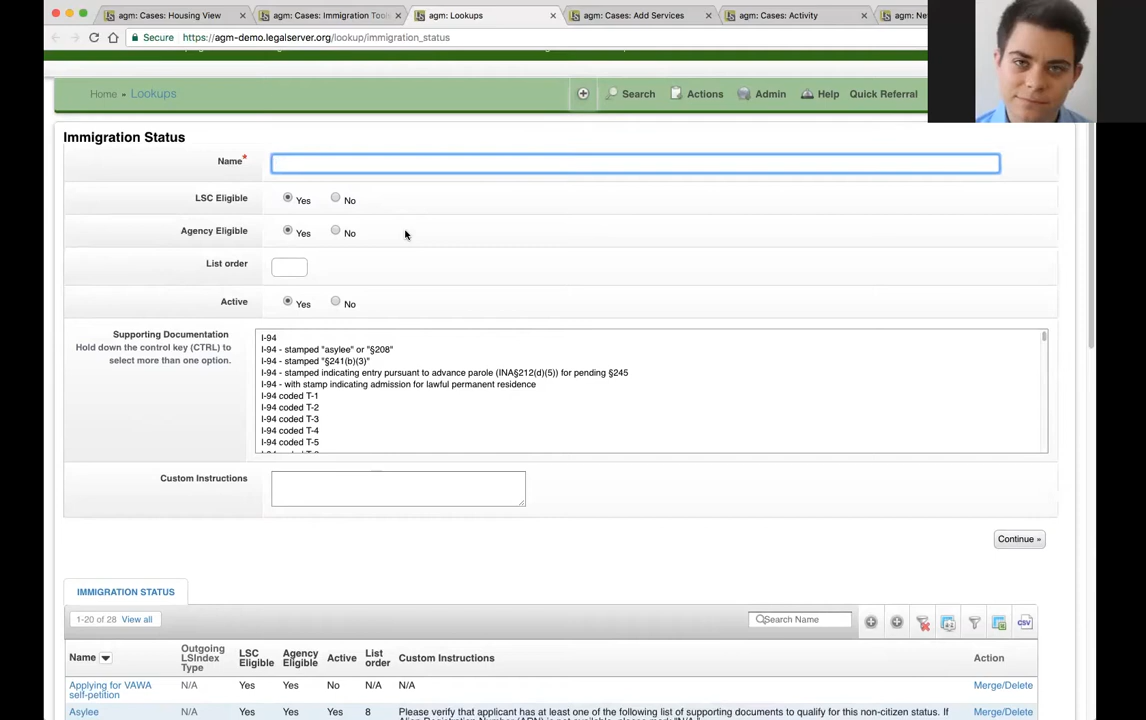 agm: Cases: Housing View
agm: Cases: Immigration Tool
agm: Lookups
agm: Cases: Add Services
agm: Cases: Activity
agm: Ne
Secure https://agm-demo.legalserver.org/lookup/immigration_status
Home » Lookups
Search Actions Admin Help Quick Referral
Immigration Status
Name*
LSC Eligible Yes No
Agency Eligible Yes No
List order
Active Yes No
Supporting Documentation
Hold down the control key (CTRL) to
select more than one option.
I-94
I-94 - stamped "asylee" or "§208"
I-94 - stamped "§241(b)(3)"
I-94 - stamped indicating entry pursuant to advance parole (INA§212(d)(5)) for pending §245
I-94 - with stamp indicating admission for lawful permanent residence
I-94 coded T-1
I-94 coded T-2
I-94 coded T-3
I-94 coded T-4
I-94 coded T-5
Custom Instructions
Continue »
IMMIGRATION STATUS
1-20 of 28 View all
Search Name
CSV
Name
Outgoing
LSIndex
Type
LSC
Eligible
Agency
Eligible
Active
List
order
Custom Instructions
Action
Applying for VAWA
self-petition
N/A Yes Yes No N/A N/A Merge/Delete
Asylee N/A Yes Yes Yes 8 Please verify that applicant has at least one of the following list of supporting documents to qualify for this non-citizen status. If Merge/Delete